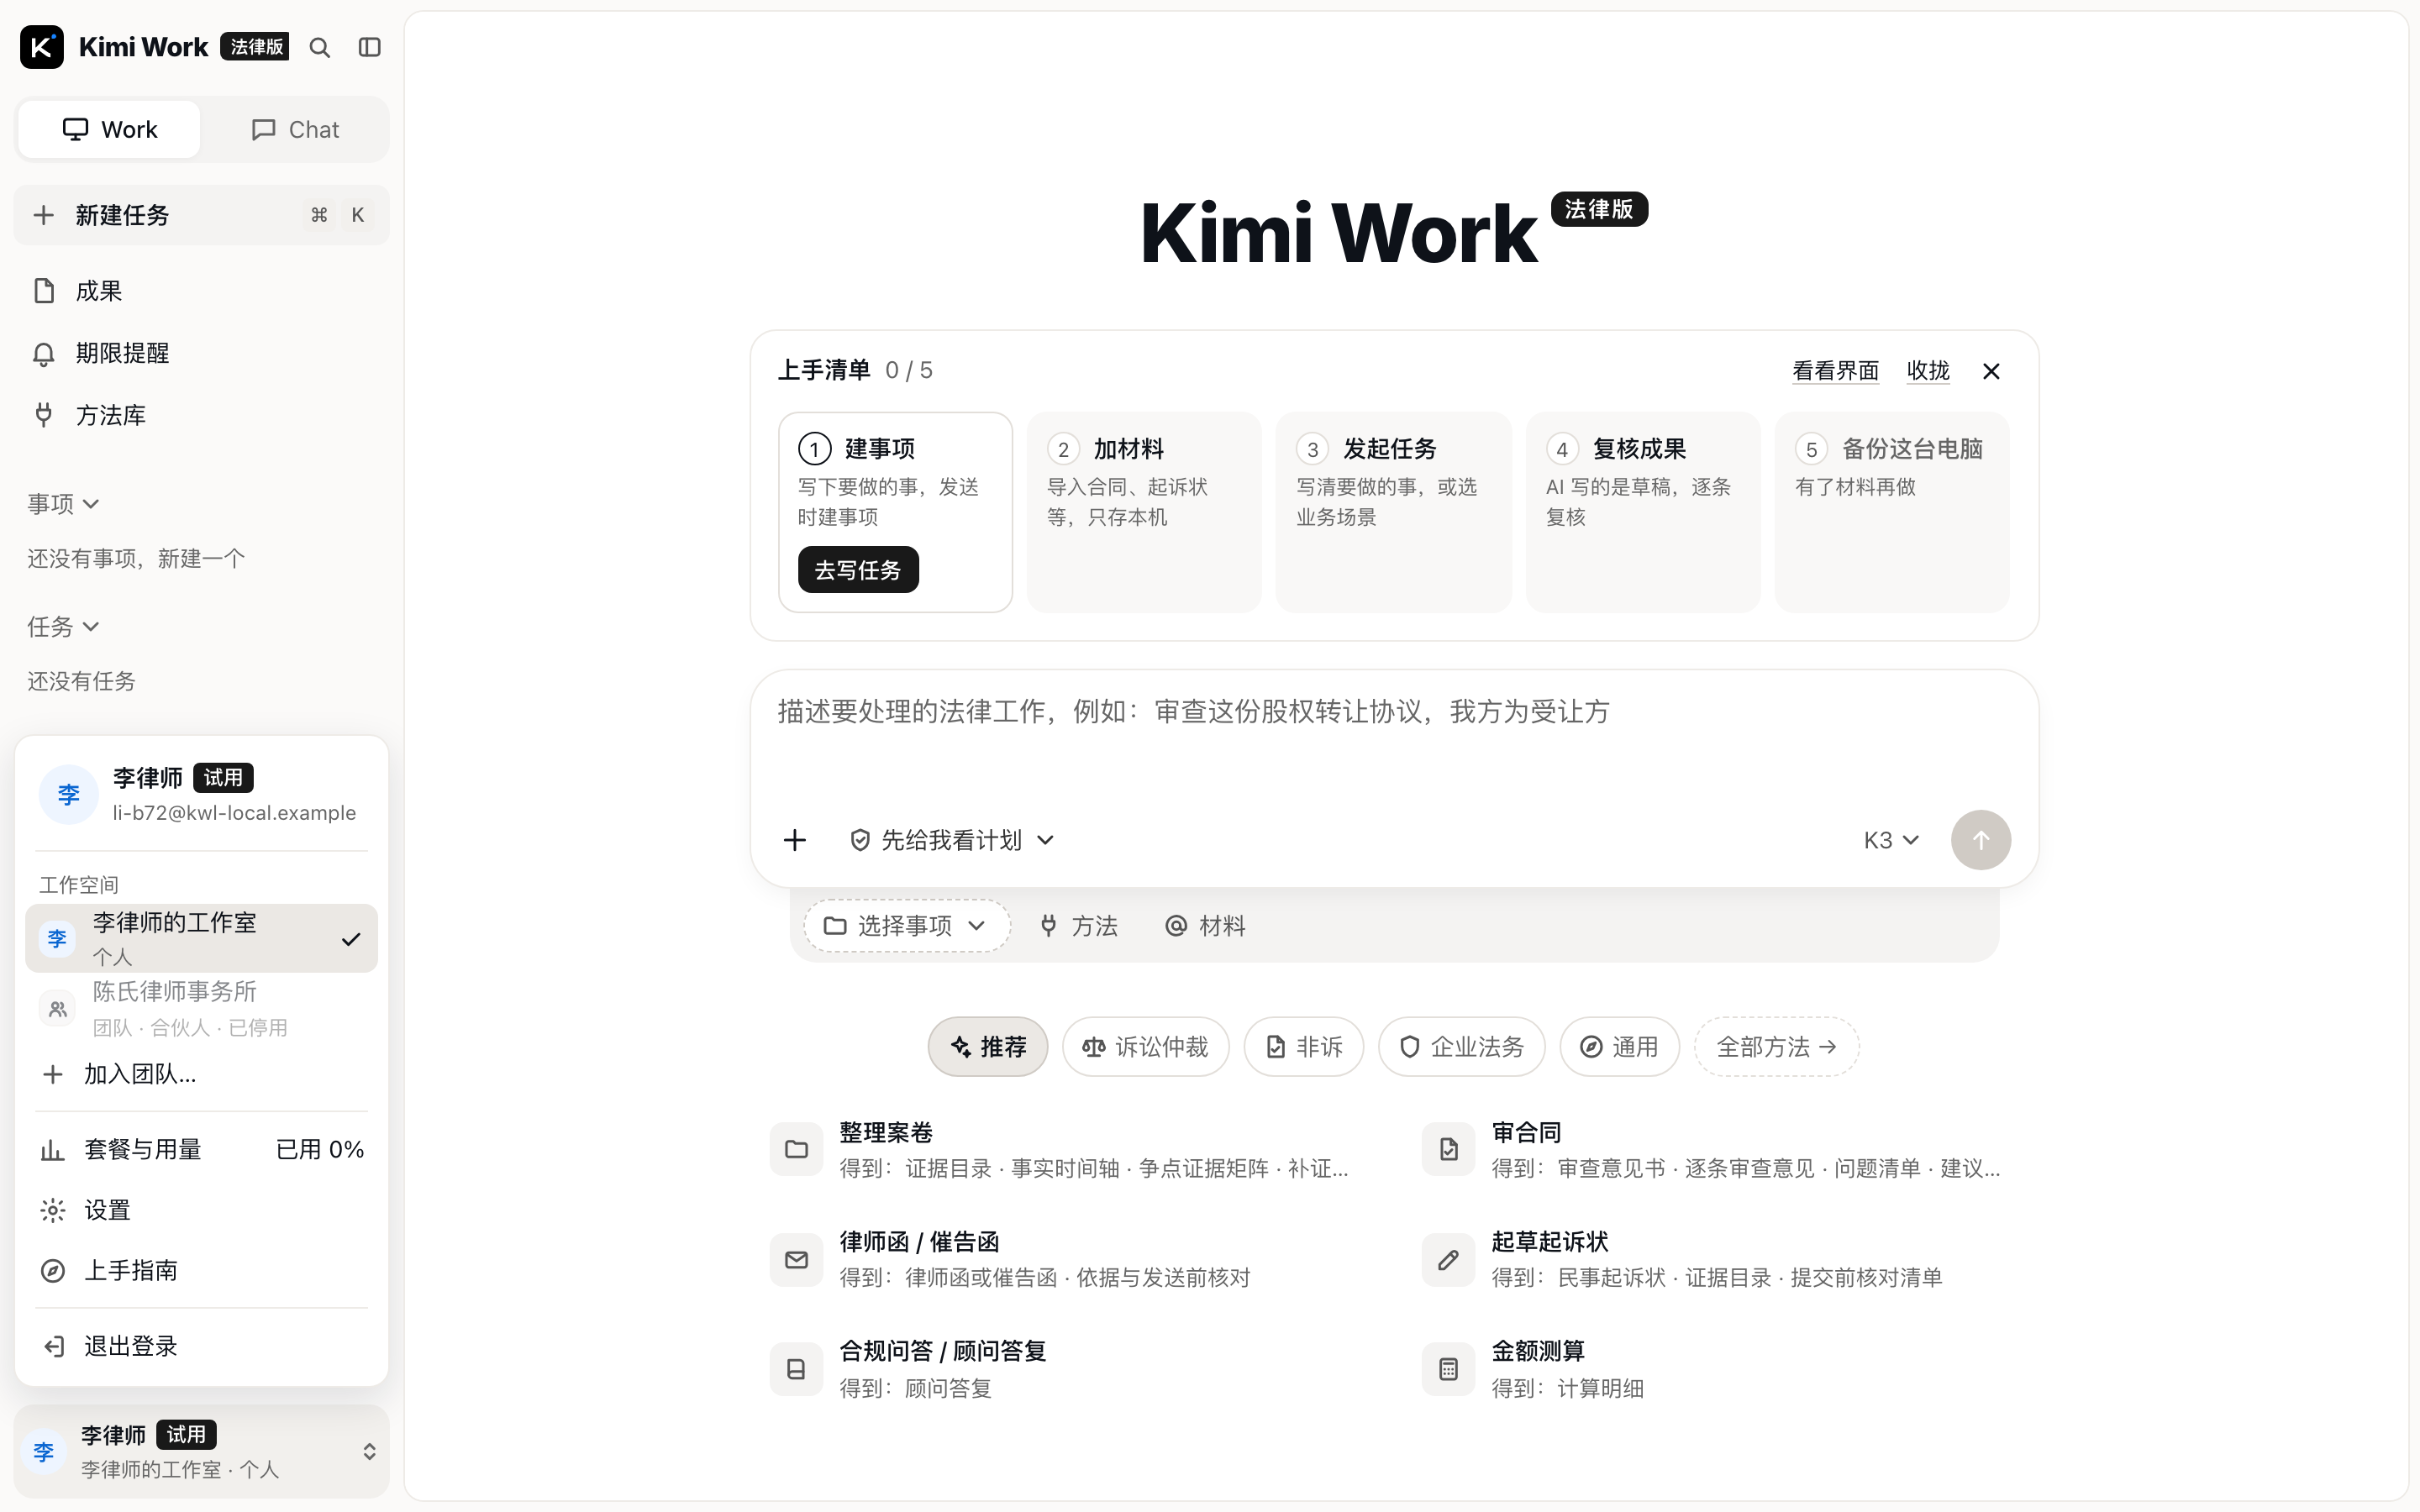 Kimi Work 法律版
Work
Chat
新建任务 ⌘ K
成果
期限提醒
方法库
事项
还没有事项，新建一个
任务
还没有任务
李 李律师 试用
li-b72@kwl-local.example
工作空间
李 李律师的工作室
个人
陈氏律师事务所
团队 · 合伙人 · 已停用
加入团队...
套餐与用量 已用 0%
设置
上手指南
退出登录
李 李律师 试用
李律师的工作室 · 个人
Kimi Work 法律版
上手清单 0 / 5 看看界面 收拢
1 建事项
写下要做的事，发送
时建事项
去写任务
2 加材料
导入合同、起诉状
等，只存本机
3 发起任务
写清要做的事，或选
业务场景
4 复核成果
AI 写的是草稿，逐条
复核
5 备份这台电脑
有了材料再做
描述要处理的法律工作，例如：审查这份股权转让协议，我方为受让方
先给我看计划 K3
选择事项 方法 材料
推荐 诉讼仲裁 非诉 企业法务 通用 全部方法 →
整理案卷
得到：证据目录 · 事实时间轴 · 争点证据矩阵 · 补证...
审合同
得到：审查意见书 · 逐条审查意见 · 问题清单 · 建议...
律师函 / 催告函
得到：律师函或催告函 · 依据与发送前核对
起草起诉状
得到：民事起诉状 · 证据目录 · 提交前核对清单
合规问答 / 顾问答复
得到：顾问答复
金额测算
得到：计算明细